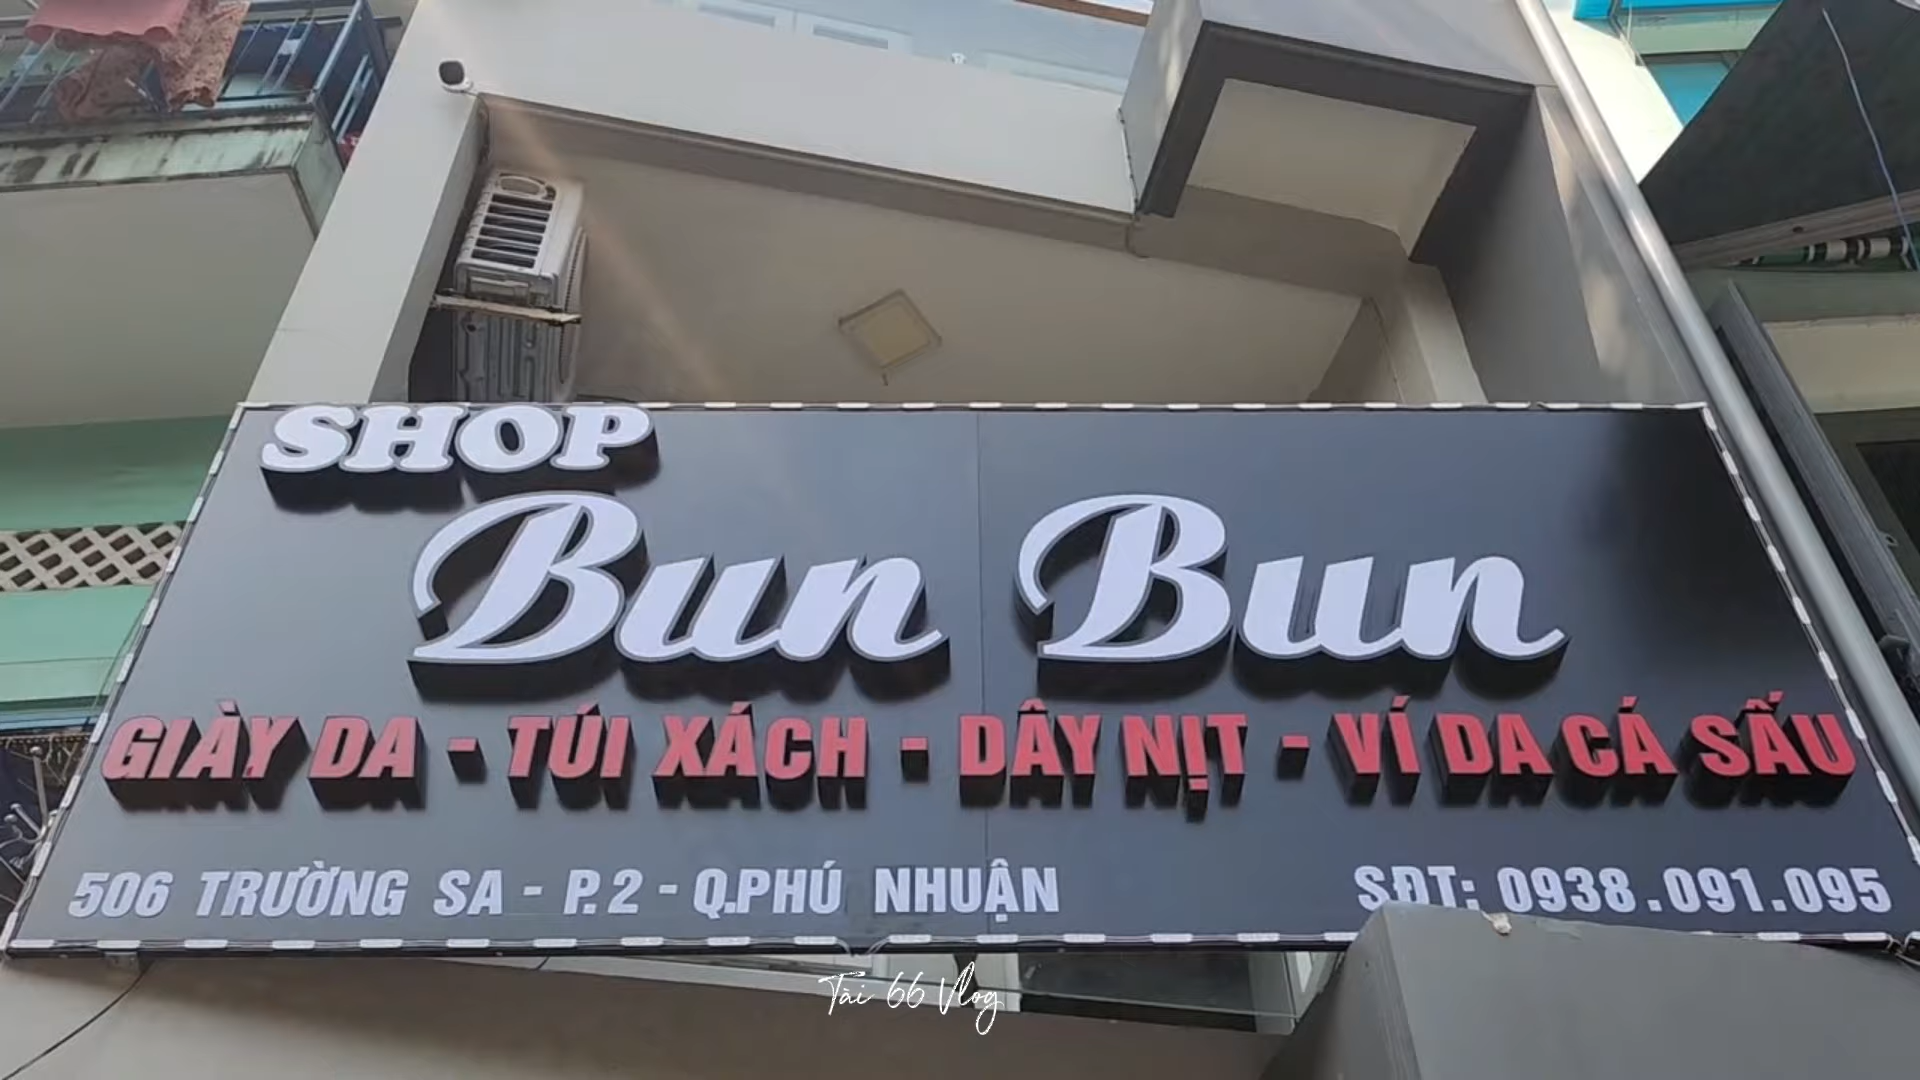 SHOP
Bun Bun
GIÀY DA - TÚI XÁCH - DÂY NỊT - VÍ DA CÁ SẤU
506 TRƯỜNG SA - P.2 - Q.PHÚ NHUẬN SĐT: 0938.091.095
Tài 66 Vlog